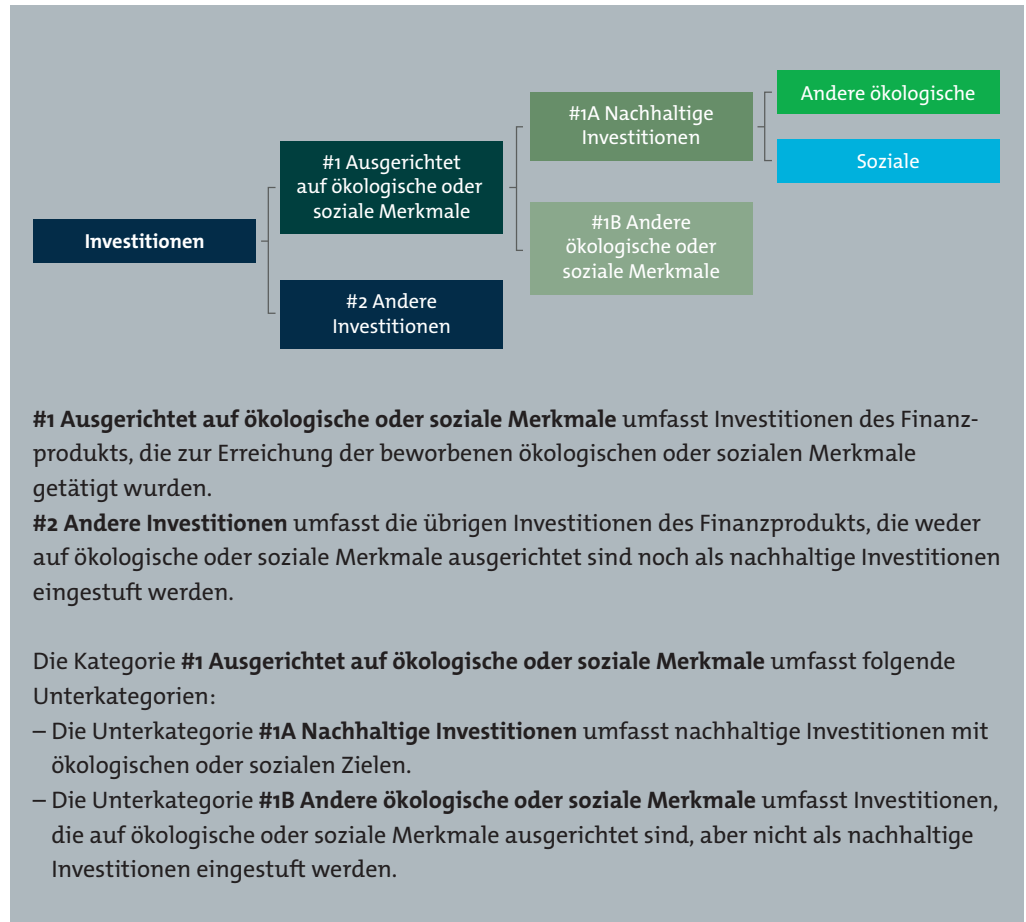 Investitionen
#1 Ausgerichtet
auf ökologische oder
soziale Merkmale
#2 Andere
Investitionen
#1A Nachhaltige
Investitionen
#1B Andere
ökologische oder
soziale Merkmale
Andere ökologische
Soziale
#1 Ausgerichtet auf ökologische oder soziale Merkmale umfasst Investitionen des Finanz-
produkts, die zur Erreichung der beworbenen ökologischen oder sozialen Merkmale
getätigt wurden.
#2 Andere Investitionen umfasst die übrigen Investitionen des Finanzprodukts, die weder
auf ökologische oder soziale Merkmale ausgerichtet sind noch als nachhaltige Investitionen
eingestuft werden.
Die Kategorie #1 Ausgerichtet auf ökologische oder soziale Merkmale umfasst folgende
Unterkategorien:
– Die Unterkategorie #1A Nachhaltige Investitionen umfasst nachhaltige Investitionen mit
ökologischen oder sozialen Zielen.
– Die Unterkategorie #1B Andere ökologische oder soziale Merkmale umfasst Investitionen,
die auf ökologische oder soziale Merkmale ausgerichtet sind, aber nicht als nachhaltige
Investitionen eingestuft werden.